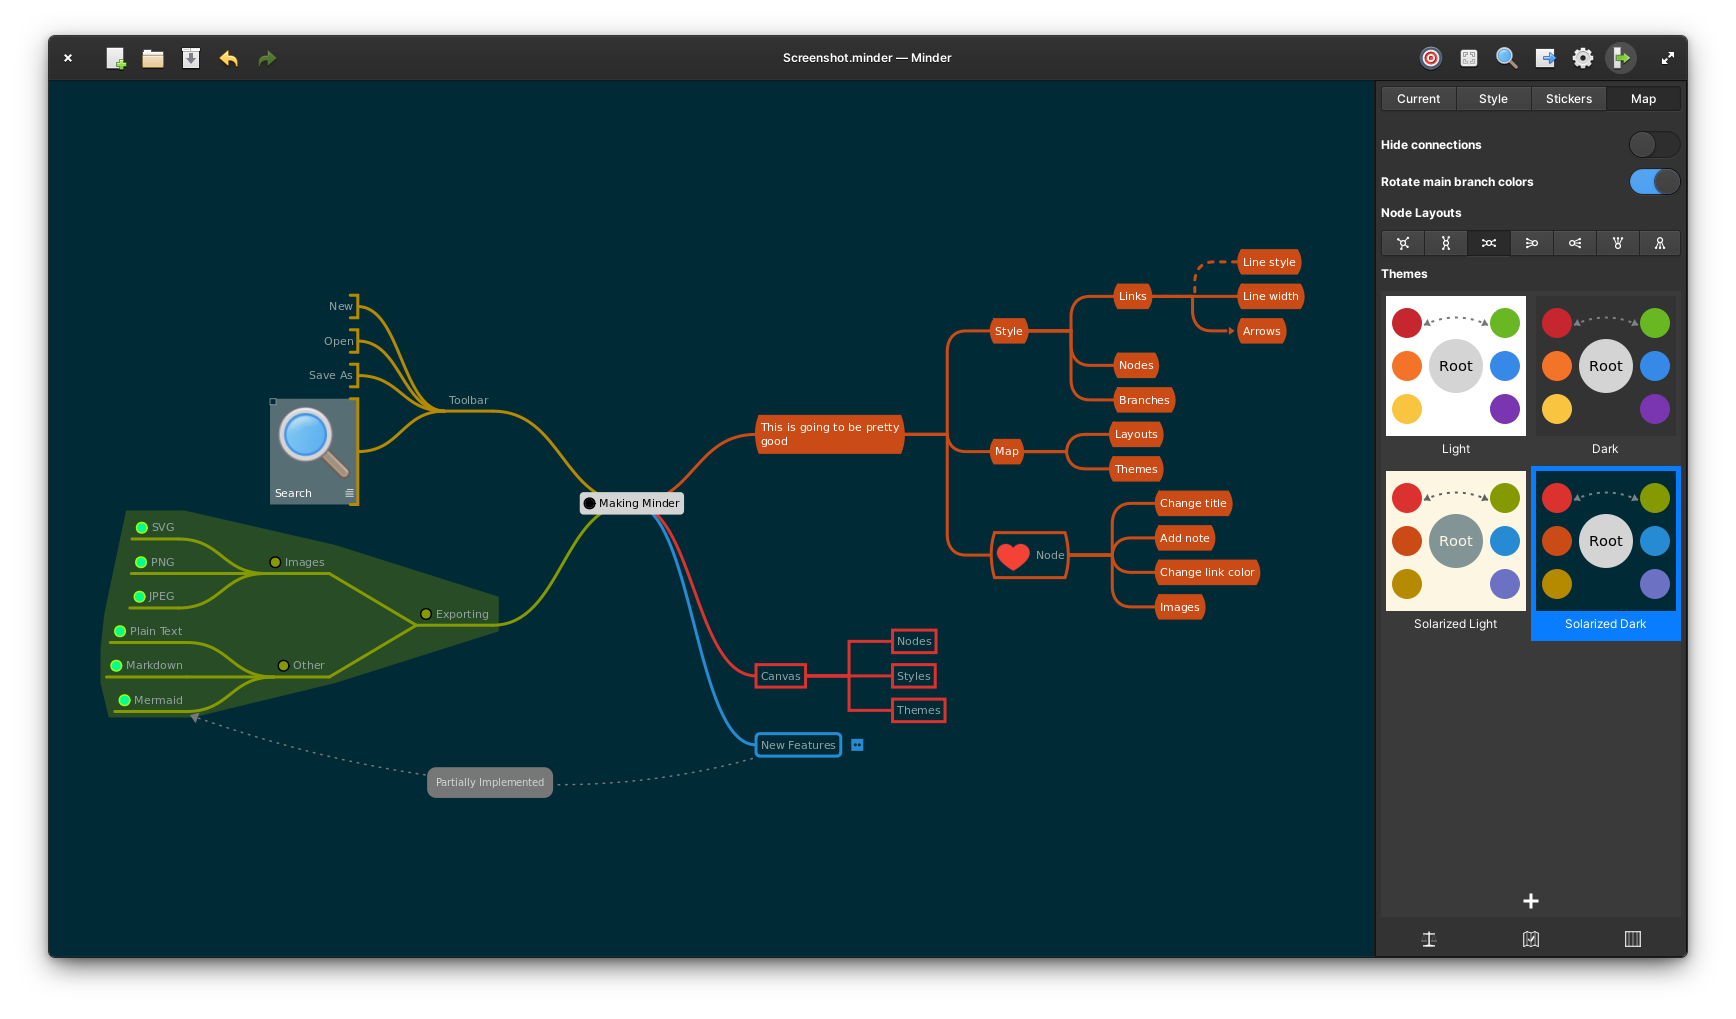 Screenshot.minder — Minder
Current
Style
Stickers
Map
Hide connections
Rotate main branch colors
Node Layouts
Themes
Root
Light
Root
Dark
Root
Solarized Light
Root
Solarized Dark
New
Open
Save As
Search
Toolbar
Making Minder
SVG
PNG
JPEG
Images
Plain Text
Markdown
Mermaid
Other
Exporting
Partially Implemented
This is going to be pretty
good
Style
Links
Line style
Line width
Arrows
Nodes
Branches
Map
Layouts
Themes
Node
Change title
Add note
Change link color
Images
Canvas
Nodes
Styles
Themes
New Features